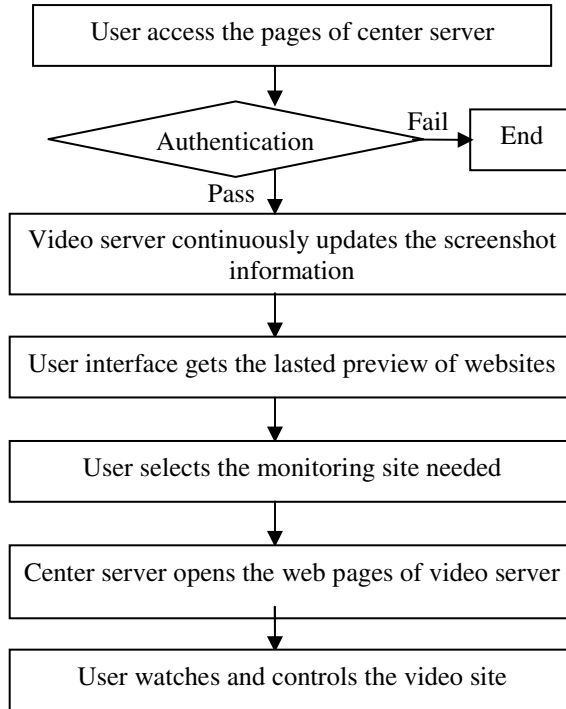 User access the pages of center server
Authentication
Fail
End
Pass
Video server continuously updates the screenshot
information
User interface gets the lasted preview of websites
User selects the monitoring site needed
Center server opens the web pages of video server
User watches and controls the video site